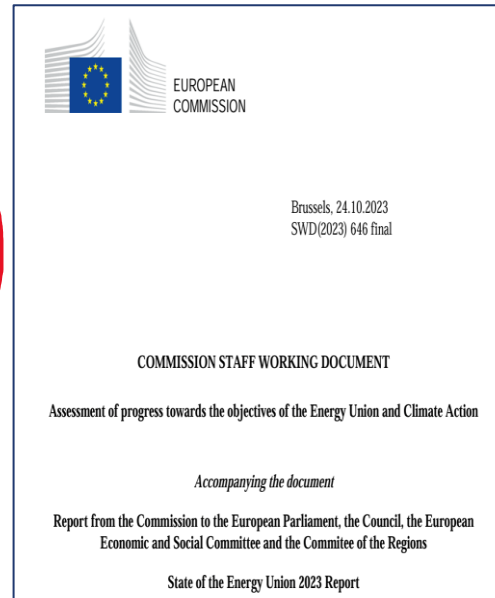 EUROPEAN
COMMISSION
Brussels, 24.10.2023
SWD(2023) 646 final
COMMISSION STAFF WORKING DOCUMENT
Assessment of progress towards the objectives of the Energy Union and Climate Action
Accompanying the document
Report from the Commission to the European Parliament, the Council, the European
Economic and Social Committee and the Commitee of the Regions
State of the Energy Union 2023 Report